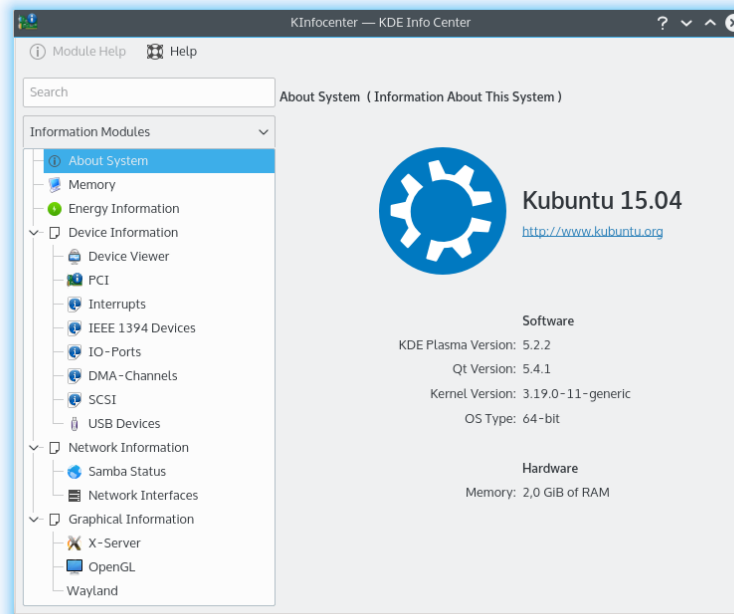 KInfocenter — KDE Info Center
Module Help Help
Search
Information Modules
About System
Memory
Energy Information
Device Information
Device Viewer
PCI
Interrupts
IEEE 1394 Devices
IO-Ports
DMA-Channels
SCSI
USB Devices
Network Information
Samba Status
Network Interfaces
Graphical Information
X-Server
OpenGL
Wayland
About System ( Information About This System )
Kubuntu 15.04
http://www.kubuntu.org
Software
KDE Plasma Version: 5.2.2
Qt Version: 5.4.1
Kernel Version: 3.19.0-11-generic
OS Type: 64-bit
Hardware
Memory: 2,0 GiB of RAM